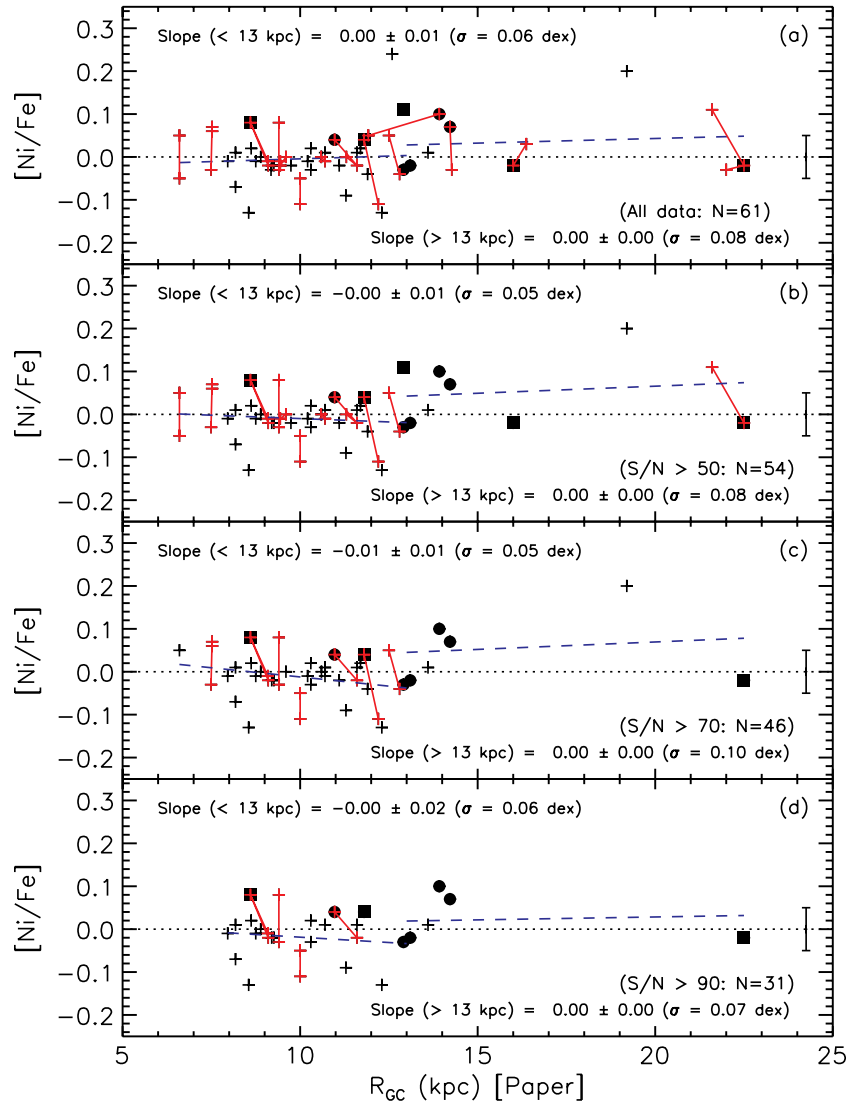 Slope (< 13 kpc) = 0.00 ± 0.01 (σ = 0.06 dex)
(a)
0.3
0.2
0.1
0.0
−0.1
−0.2
[Ni/Fe]
(All data: N=61)
Slope (> 13 kpc) = 0.00 ± 0.00 (σ = 0.08 dex)
Slope (< 13 kpc) = −0.00 ± 0.01 (σ = 0.05 dex)
(b)
0.3
0.2
0.1
0.0
−0.1
−0.2
[Ni/Fe]
(S/N > 50: N=54)
Slope (> 13 kpc) = 0.00 ± 0.00 (σ = 0.08 dex)
Slope (< 13 kpc) = −0.01 ± 0.01 (σ = 0.05 dex)
(c)
0.3
0.2
0.1
0.0
−0.1
−0.2
[Ni/Fe]
(S/N > 70: N=46)
Slope (> 13 kpc) = 0.00 ± 0.00 (σ = 0.10 dex)
Slope (< 13 kpc) = −0.00 ± 0.02 (σ = 0.06 dex)
(d)
0.3
0.2
0.1
0.0
−0.1
−0.2
[Ni/Fe]
(S/N > 90: N=31)
Slope (> 13 kpc) = 0.00 ± 0.00 (σ = 0.07 dex)
5 10 15 20 25
R_GC (kpc) [Paper]